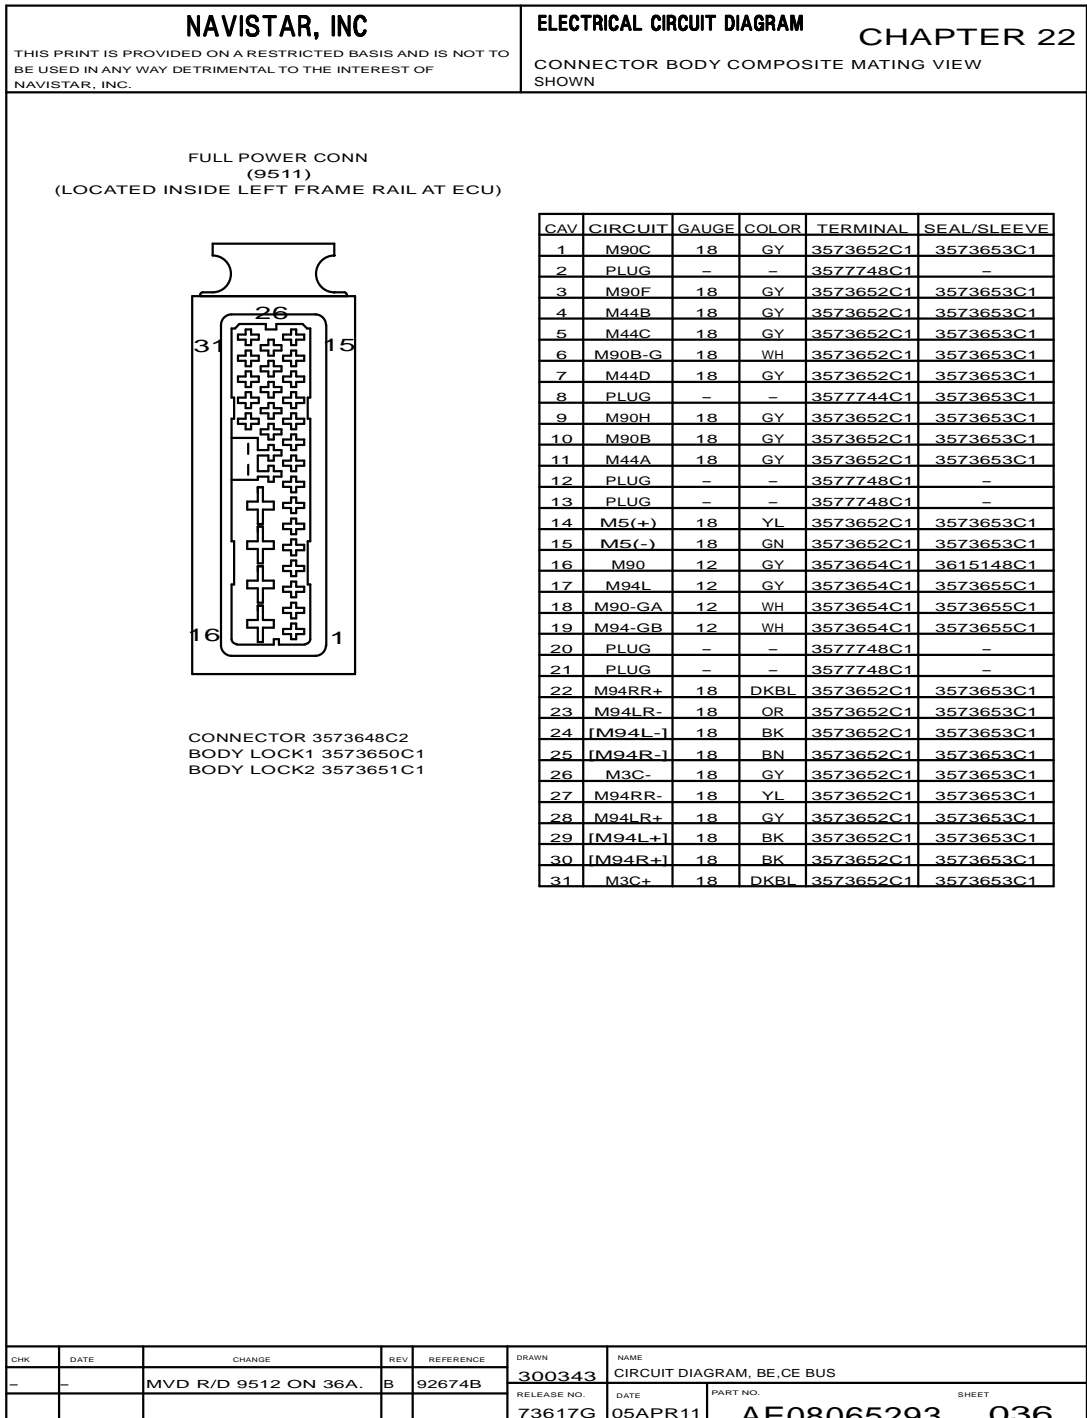 NAVISTAR, INC
THIS PRINT IS PROVIDED ON A RESTRICTED BASIS AND IS NOT TO
BE USED IN ANY WAY DETRIMENTAL TO THE INTEREST OF
NAVISTAR, INC.
ELECTRICAL CIRCUIT DIAGRAM
CHAPTER 22
CONNECTOR BODY COMPOSITE MATING VIEW
SHOWN
FULL POWER CONN
(9511)
(LOCATED INSIDE LEFT FRAME RAIL AT ECU)
26
31 15
16 1
CONNECTOR 3573648C2
BODY LOCK1 3573650C1
BODY LOCK2 3573651C1
CAV CIRCUIT GAUGE COLOR TERMINAL SEAL/SLEEVE
1 M90C 18 GY 3573652C1 3573653C1
2 PLUG – – 3577748C1 –
3 M90F 18 GY 3573652C1 3573653C1
4 M44B 18 GY 3573652C1 3573653C1
5 M44C 18 GY 3573652C1 3573653C1
6 M90B-G 18 WH 3573652C1 3573653C1
7 M44D 18 GY 3573652C1 3573653C1
8 PLUG – – 3577744C1 3573653C1
9 M90H 18 GY 3573652C1 3573653C1
10 M90B 18 GY 3573652C1 3573653C1
11 M44A 18 GY 3573652C1 3573653C1
12 PLUG – – 3577748C1 –
13 PLUG – – 3577748C1 –
14 M5(+) 18 YL 3573652C1 3573653C1
15 M5(-) 18 GN 3573652C1 3573653C1
16 M90 12 GY 3573654C1 3615148C1
17 M94L 12 GY 3573654C1 3573655C1
18 M90-GA 12 WH 3573654C1 3573655C1
19 M94-GB 12 WH 3573654C1 3573655C1
20 PLUG – – 3577748C1 –
21 PLUG – – 3577748C1 –
22 M94RR+ 18 DKBL 3573652C1 3573653C1
23 M94LR- 18 OR 3573652C1 3573653C1
24 [M94L-] 18 BK 3573652C1 3573653C1
25 [M94R-] 18 BN 3573652C1 3573653C1
26 M3C- 18 GY 3573652C1 3573653C1
27 M94RR- 18 YL 3573652C1 3573653C1
28 M94LR+ 18 GY 3573652C1 3573653C1
29 [M94L+] 18 BK 3573652C1 3573653C1
30 [M94R+] 18 BK 3573652C1 3573653C1
31 M3C+ 18 DKBL 3573652C1 3573653C1
CHK DATE CHANGE REV REFERENCE
– – MVD R/D 9512 ON 36A. B 92674B
DRAWN
300343
NAME
CIRCUIT DIAGRAM, BE,CE BUS
RELEASE NO.
73617G
DATE
05APR11
PART NO.
AE08065293
SHEET
036